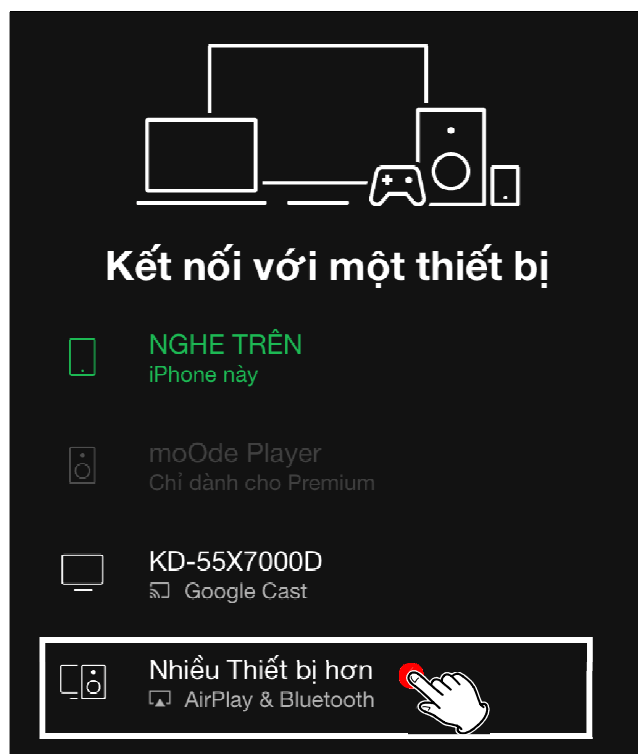 Kết nối với một thiết bị
NGHE TRÊN
iPhone này
moOde Player
Chỉ dành cho Premium
KD-55X7000D
Google Cast
Nhiều Thiết bị hơn
AirPlay & Bluetooth